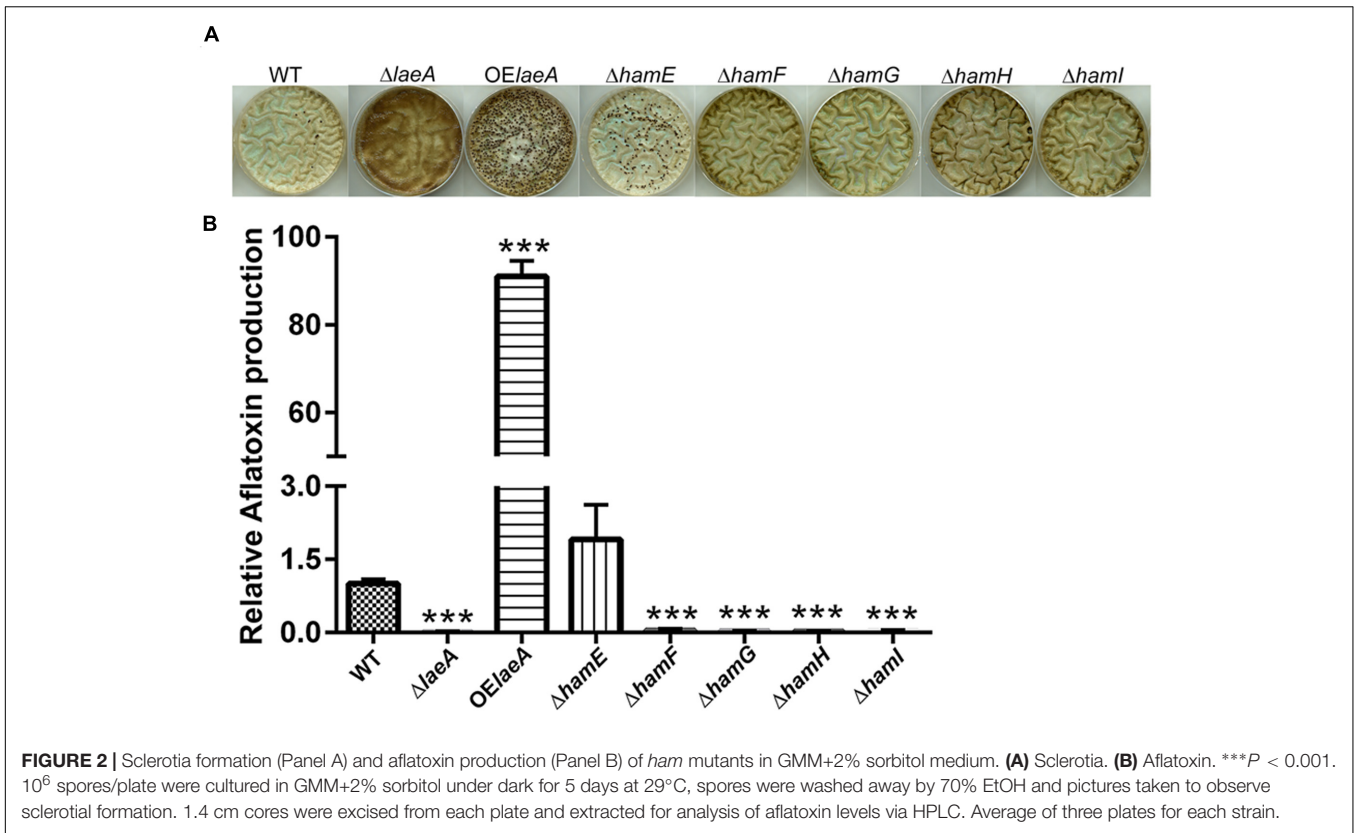 A
WT ΔlaeA OElaeA ΔhamE ΔhamF ΔhamG ΔhamH ΔhamI
B
Relative Aflatoxin production
100
80
60
3.0
1.5
0.0
***
***
*** *** *** ***
WT ΔlaeA OElaeA ΔhamE ΔhamF ΔhamG ΔhamH ΔhamI
FIGURE 2 | Sclerotia formation (Panel A) and aflatoxin production (Panel B) of ham mutants in GMM+2% sorbitol medium. (A) Sclerotia. (B) Aflatoxin. ***P < 0.001.
10⁶ spores/plate were cultured in GMM+2% sorbitol under dark for 5 days at 29°C, spores were washed away by 70% EtOH and pictures taken to observe
sclerotial formation. 1.4 cm cores were excised from each plate and extracted for analysis of aflatoxin levels via HPLC. Average of three plates for each strain.